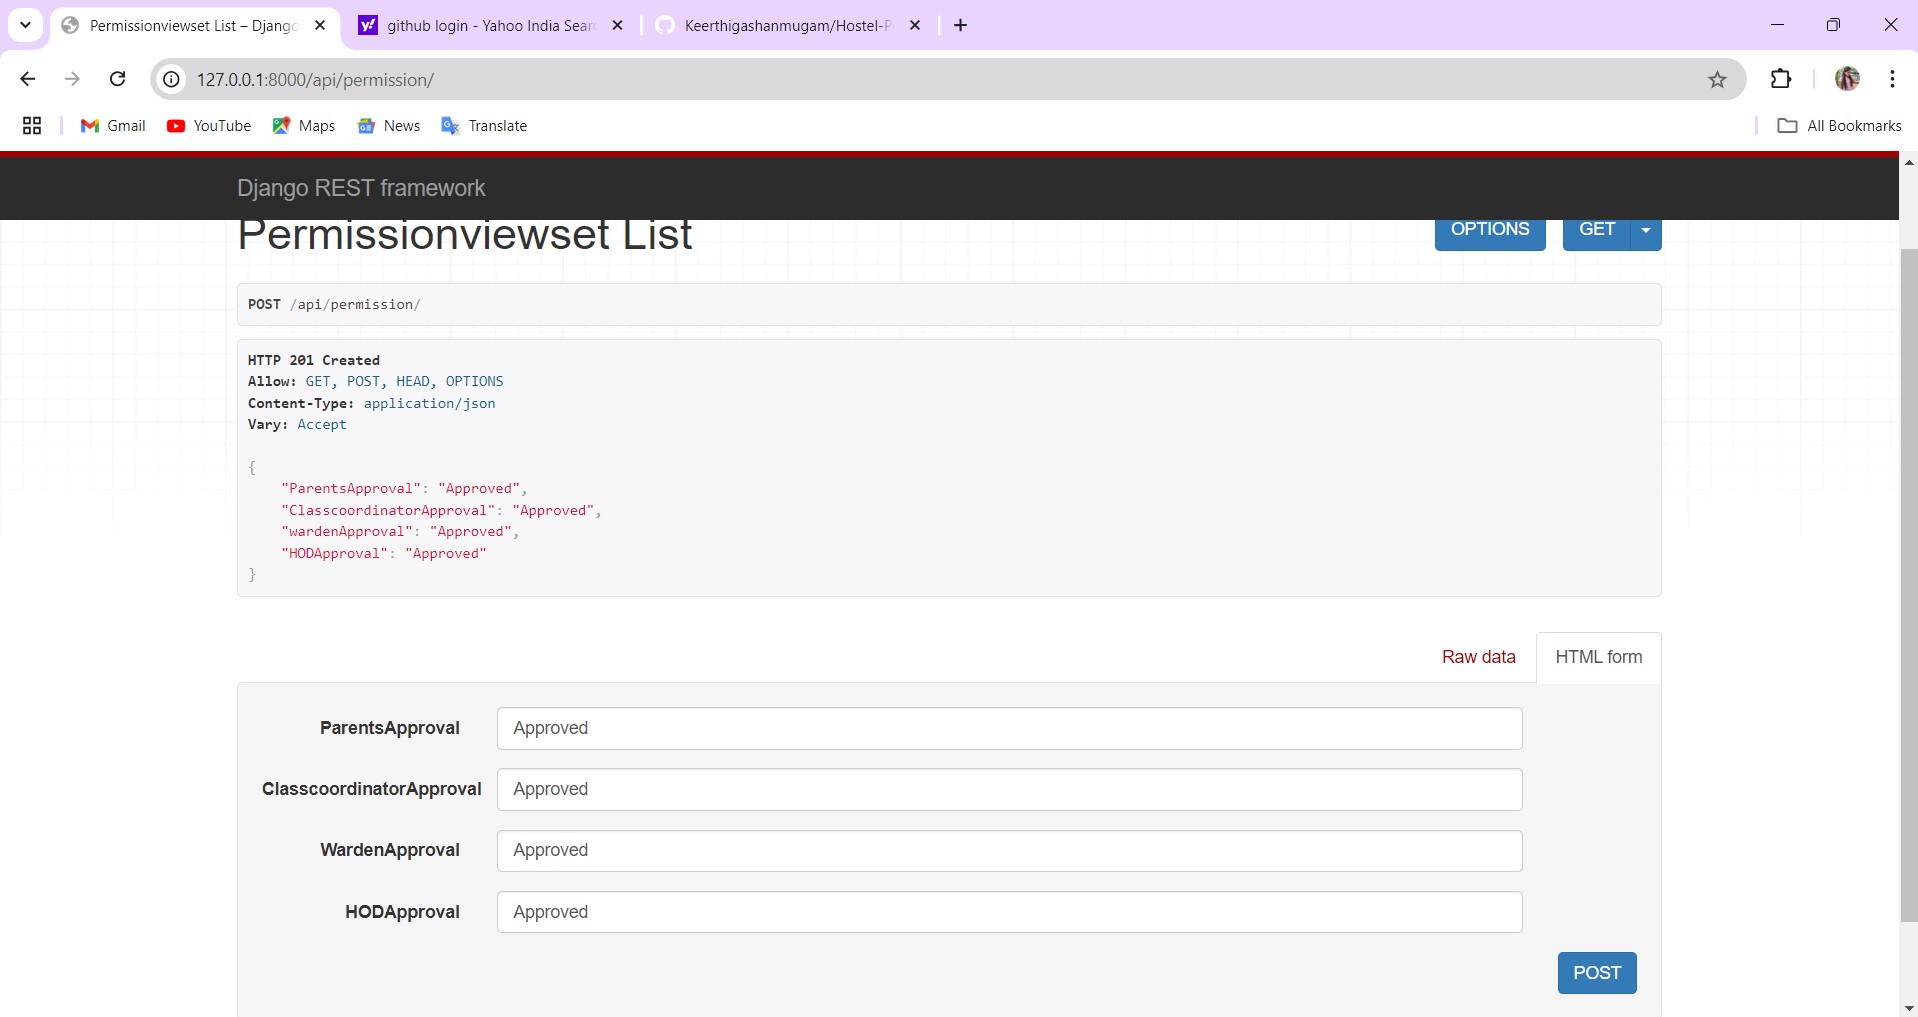 Permissionviewset List – Django
github login - Yahoo India Sear
Keerthigashanmugam/Hostel-P
127.0.0.1:8000/api/permission/
Gmail
YouTube
Maps
News
Translate
All Bookmarks
Django REST framework
Permissionviewset List
OPTIONS
GET
POST /api/permission/
HTTP 201 Created
Allow: GET, POST, HEAD, OPTIONS
Content-Type: application/json
Vary: Accept
{
"ParentsApproval": "Approved",
"ClasscoordinatorApproval": "Approved",
"wardenApproval": "Approved",
"HODApproval": "Approved"
}
Raw data
HTML form
ParentsApproval
Approved
ClasscoordinatorApproval
Approved
WardenApproval
Approved
HODApproval
Approved
POST